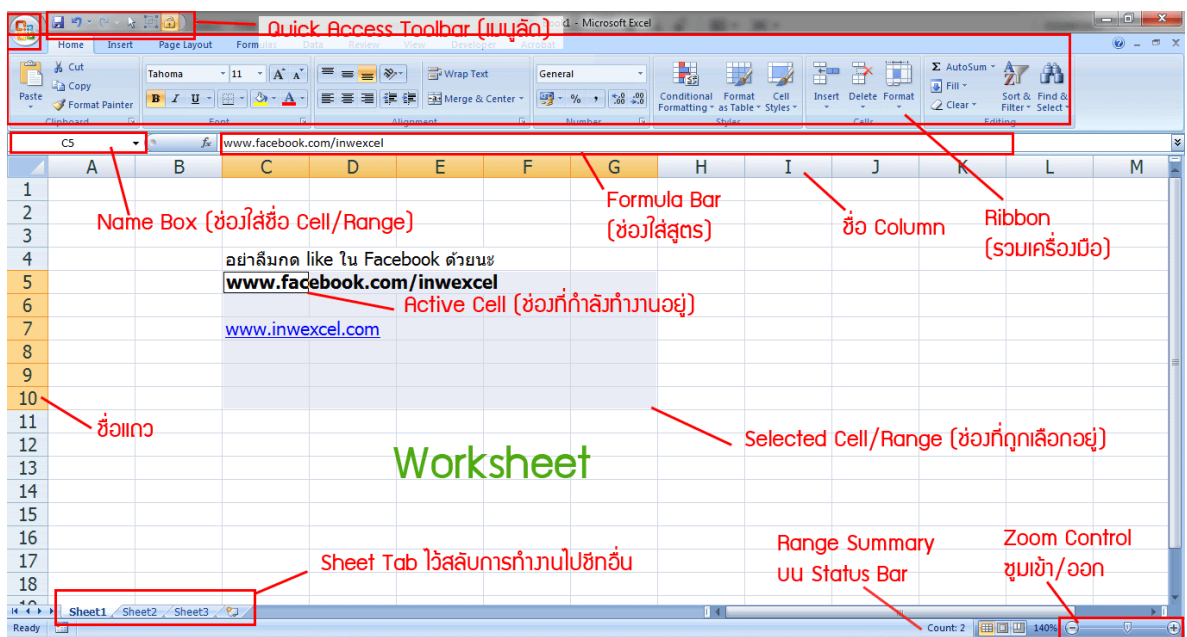 Quick Access Toolbar (เมนูลัด)
- Microsoft Excel
Home Insert Page Layout Formulas Data Review View Developer Acrobat
Cut
Copy
Format Painter
Paste
Clipboard
Tahoma 11
B I U
Font
Wrap Text
Merge & Center
Alignment
General
% ,
Number
Conditional Formatting
Format as Table
Cell Styles
Styles
Insert Delete Format
Cells
Σ AutoSum
Fill
Clear
Sort & Filter
Find & Select
Editing
C5 fx www.facebook.com/inwexcel
A B C D E F G H I J K L M
1
2
3
4
5
6
7
8
9
10
11
12
13
14
15
16
17
18
19
Name Box (ช่องใส่ชื่อ Cell/Range)
Formula Bar
(ช่องใส่สูตร)
ชื่อ Column
Ribbon
(รวมเครื่องมือ)
อย่าลืมกด like ใน Facebook ด้วยนะ
www.facebook.com/inwexcel
Active Cell (ช่องที่กำลังทำงานอยู่)
www.inwexcel.com
ชื่อแถว
Selected Cell/Range (ช่องที่ถูกเลือกอยู่)
Worksheet
Sheet Tab ไว้สลับการทำงานไปชีทอื่น
Range Summary
บน Status Bar
Zoom Control
ซูมเข้า/ออก
Sheet1 Sheet2 Sheet3
Ready Count: 2 140%